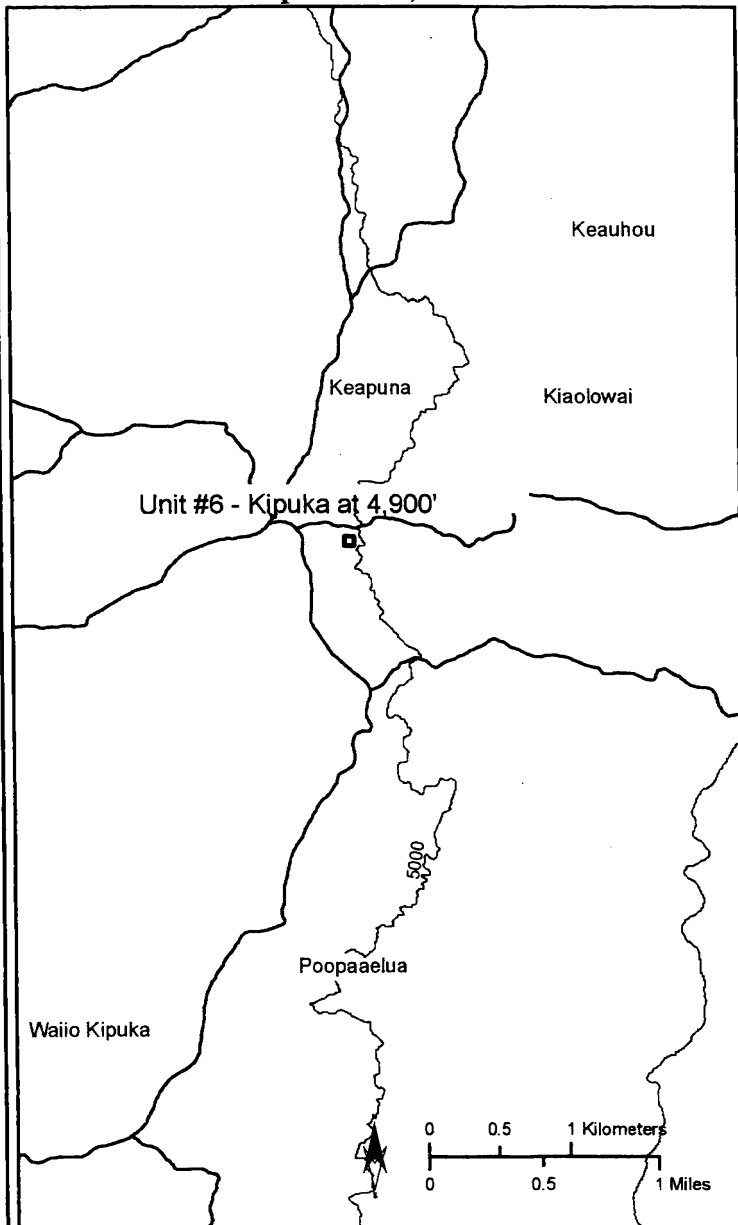 Keauhou
Keapuna
Kiaolowai
Unit #6 - Kipuka at 4,900'
5000
Poopaaelua
Waiio Kipuka
0 0.5 1 Kilometers
0 0.5 1 Miles